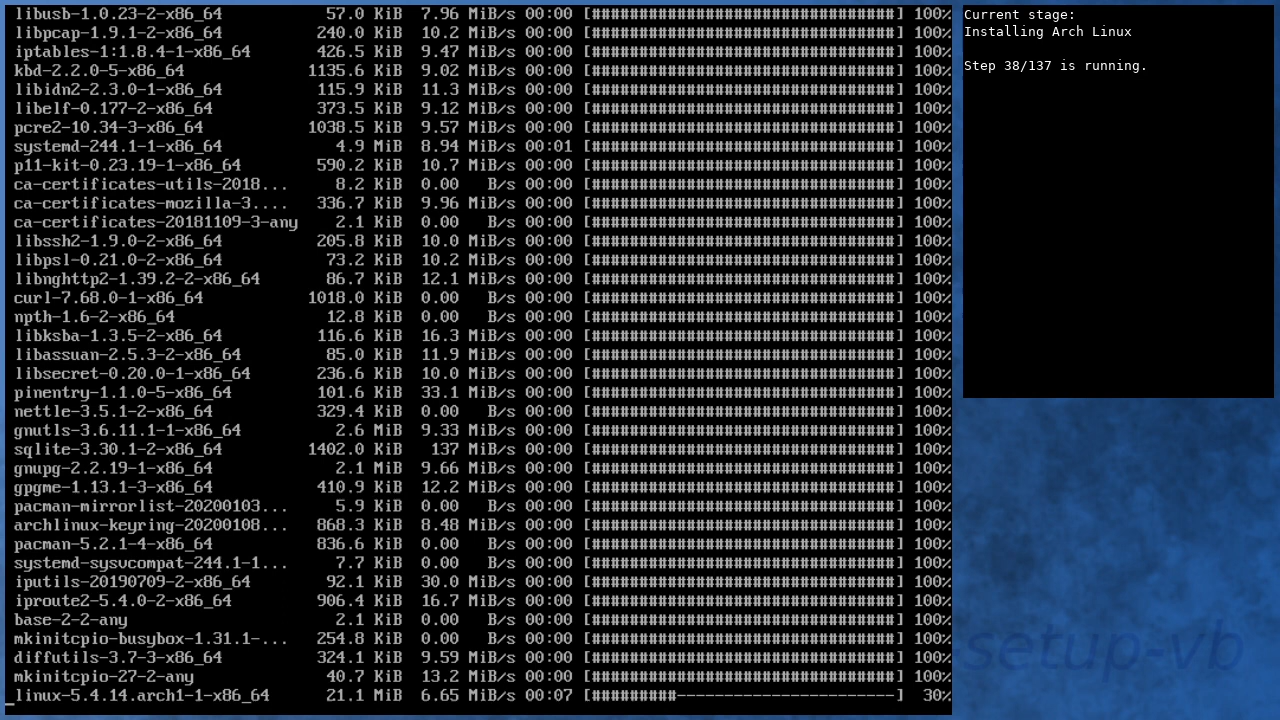 libusb-1.0.23-2-x86_64 57.0 KiB 7.96 MiB/s 00:00 [################################] 100%
libpcap-1.9.1-2-x86_64 240.0 KiB 10.2 MiB/s 00:00 [################################] 100%
iptables-1:1.8.4-1-x86_64 426.5 KiB 9.47 MiB/s 00:00 [################################] 100%
kbd-2.2.0-5-x86_64 1135.6 KiB 9.02 MiB/s 00:00 [################################] 100%
libidn2-2.3.0-1-x86_64 115.9 KiB 11.3 MiB/s 00:00 [################################] 100%
libelf-0.177-2-x86_64 373.5 KiB 9.12 MiB/s 00:00 [################################] 100%
pcre2-10.34-3-x86_64 1038.5 KiB 9.57 MiB/s 00:00 [################################] 100%
systemd-244.1-1-x86_64 4.9 MiB 8.94 MiB/s 00:01 [################################] 100%
p11-kit-0.23.19-1-x86_64 590.2 KiB 10.7 MiB/s 00:00 [################################] 100%
ca-certificates-utils-2018... 8.2 KiB 0.00 B/s 00:00 [################################] 100%
ca-certificates-mozilla-3.... 336.7 KiB 9.96 MiB/s 00:00 [################################] 100%
ca-certificates-20181109-3-any 2.1 KiB 0.00 B/s 00:00 [################################] 100%
libssh2-1.9.0-2-x86_64 205.8 KiB 10.0 MiB/s 00:00 [################################] 100%
libpsl-0.21.0-2-x86_64 73.2 KiB 10.2 MiB/s 00:00 [################################] 100%
libnghttp2-1.39.2-2-x86_64 86.7 KiB 12.1 MiB/s 00:00 [################################] 100%
curl-7.68.0-1-x86_64 1018.0 KiB 0.00 B/s 00:00 [################################] 100%
npth-1.6-2-x86_64 12.8 KiB 0.00 B/s 00:00 [################################] 100%
libksba-1.3.5-2-x86_64 116.6 KiB 16.3 MiB/s 00:00 [################################] 100%
libassuan-2.5.3-2-x86_64 85.0 KiB 11.9 MiB/s 00:00 [################################] 100%
libsecret-0.20.0-1-x86_64 236.6 KiB 10.0 MiB/s 00:00 [################################] 100%
pinentry-1.1.0-5-x86_64 101.6 KiB 33.1 MiB/s 00:00 [################################] 100%
nettle-3.5.1-2-x86_64 329.4 KiB 0.00 B/s 00:00 [################################] 100%
gnutls-3.6.11.1-1-x86_64 2.6 MiB 9.33 MiB/s 00:00 [################################] 100%
sqlite-3.30.1-2-x86_64 1402.0 KiB 137 MiB/s 00:00 [################################] 100%
gnupg-2.2.19-1-x86_64 2.1 MiB 9.66 MiB/s 00:00 [################################] 100%
gpgme-1.13.1-3-x86_64 410.9 KiB 12.2 MiB/s 00:00 [################################] 100%
pacman-mirrorlist-20200103... 5.9 KiB 0.00 B/s 00:00 [################################] 100%
archlinux-keyring-20200108... 868.3 KiB 8.48 MiB/s 00:00 [################################] 100%
pacman-5.2.1-4-x86_64 836.6 KiB 0.00 B/s 00:00 [################################] 100%
systemd-sysvcompat-244.1-1... 7.7 KiB 0.00 B/s 00:00 [################################] 100%
iputils-20190709-2-x86_64 92.1 KiB 30.0 MiB/s 00:00 [################################] 100%
iproute2-5.4.0-2-x86_64 906.4 KiB 16.7 MiB/s 00:00 [################################] 100%
base-2-2-any 2.1 KiB 0.00 B/s 00:00 [################################] 100%
mkinitcpio-busybox-1.31.1-... 254.8 KiB 0.00 B/s 00:00 [################################] 100%
diffutils-3.7-3-x86_64 324.1 KiB 9.59 MiB/s 00:00 [################################] 100%
mkinitcpio-27-2-any 40.7 KiB 13.2 MiB/s 00:00 [################################] 100%
linux-5.4.14.arch1-1-x86_64 21.1 MiB 6.65 MiB/s 00:07 [#########-----------------------] 30%
_
Current stage:
Installing Arch Linux
Step 38/137 is running.
setup-vb